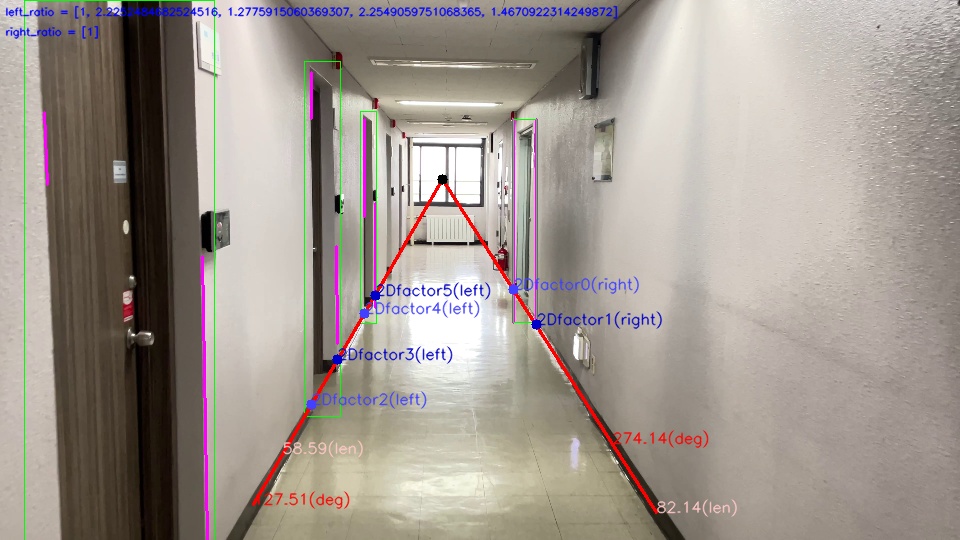 left_ratio = [1, 2.2252484682524516, 1.2775915060369307, 2.2549059751068365, 1.4670922314249872]
right_ratio = [1]
2Dfactor0(right)
2Dfactor5(left)
2Dfactor4(left)
2Dfactor1(right)
2Dfactor3(left)
2Dfactor2(left)
274.14(deg)
58.59(len)
27.51(deg)
82.14(len)